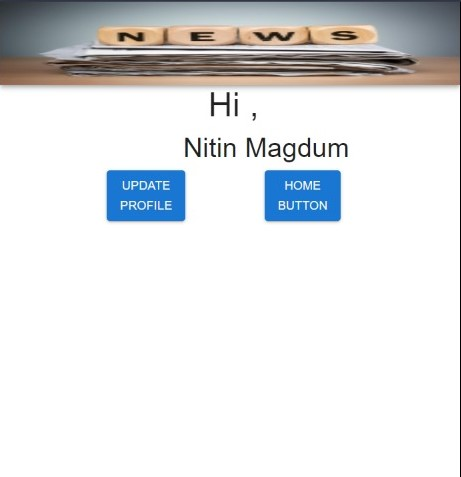 NEWS
Hi ,
Nitin Magdum
UPDATE
PROFILE
HOME
BUTTON